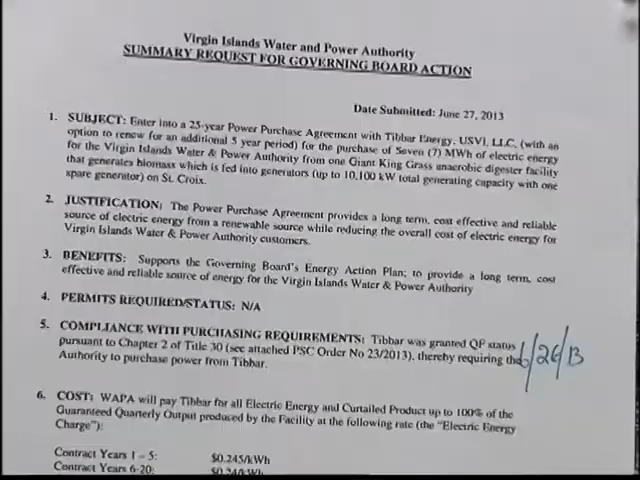 Virgin Islands Water and Power Authority
SUMMARY REQUEST FOR GOVERNING BOARD ACTION
Date Submitted: June 27, 2013
1. SUBJECT: Enter into a 25-year Power Purchase Agreement with Tibbar Energy, USVI, LLC, (with an
option to renew for an additional 5 year period) for the purchase of Seven (7) MWh of electric energy
for the Virgin Islands Water & Power Authority from one Giant King Grass anaerobic digester facility
that generates biomass which is fed into generators (up to 10,100 kW total generating capacity with one
spare generator) on St. Croix.
2. JUSTIFICATION: The Power Purchase Agreement provides a long term, cost effective and reliable
source of electric energy from a renewable source while reducing the overall cost of electric energy for
Virgin Islands Water & Power Authority customers.
3. BENEFITS: Supports the Governing Board's Energy Action Plan; to provide a long term, cost
effective and reliable source of energy for the Virgin Islands Water & Power Authority
4. PERMITS REQUIRED/STATUS: N/A
5. COMPLIANCE WITH PURCHASING REQUIREMENTS: Tibbar was granted QF status
pursuant to Chapter 2 of Title 30 (see attached PSC Order No 23/2013), thereby requiring the 6/26/13
Authority to purchase power from Tibbar.
6. COST: WAPA will pay Tibbar for all Electric Energy and Curtailed Product up to 100% of the
Guaranteed Quarterly Output produced by the Facility at the following rate (the "Electric Energy
Charge"):
Contract Years 1 - 5: $0.245/kWh
Contract Years 6-20: $0.24/kWh